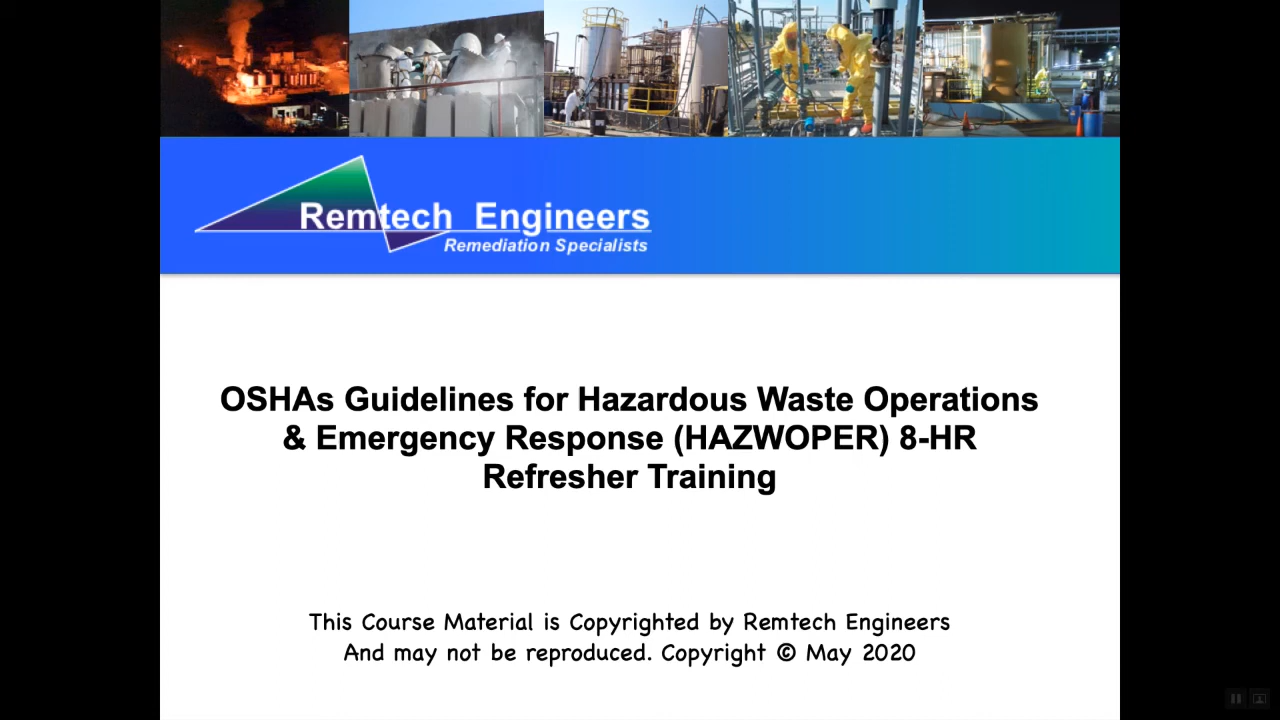 Remtech Engineers
Remediation Specialists
OSHAs Guidelines for Hazardous Waste Operations
& Emergency Response (HAZWOPER) 8-HR
Refresher Training
This Course Material is Copyrighted by Remtech Engineers
And may not be reproduced. Copyright © May 2020